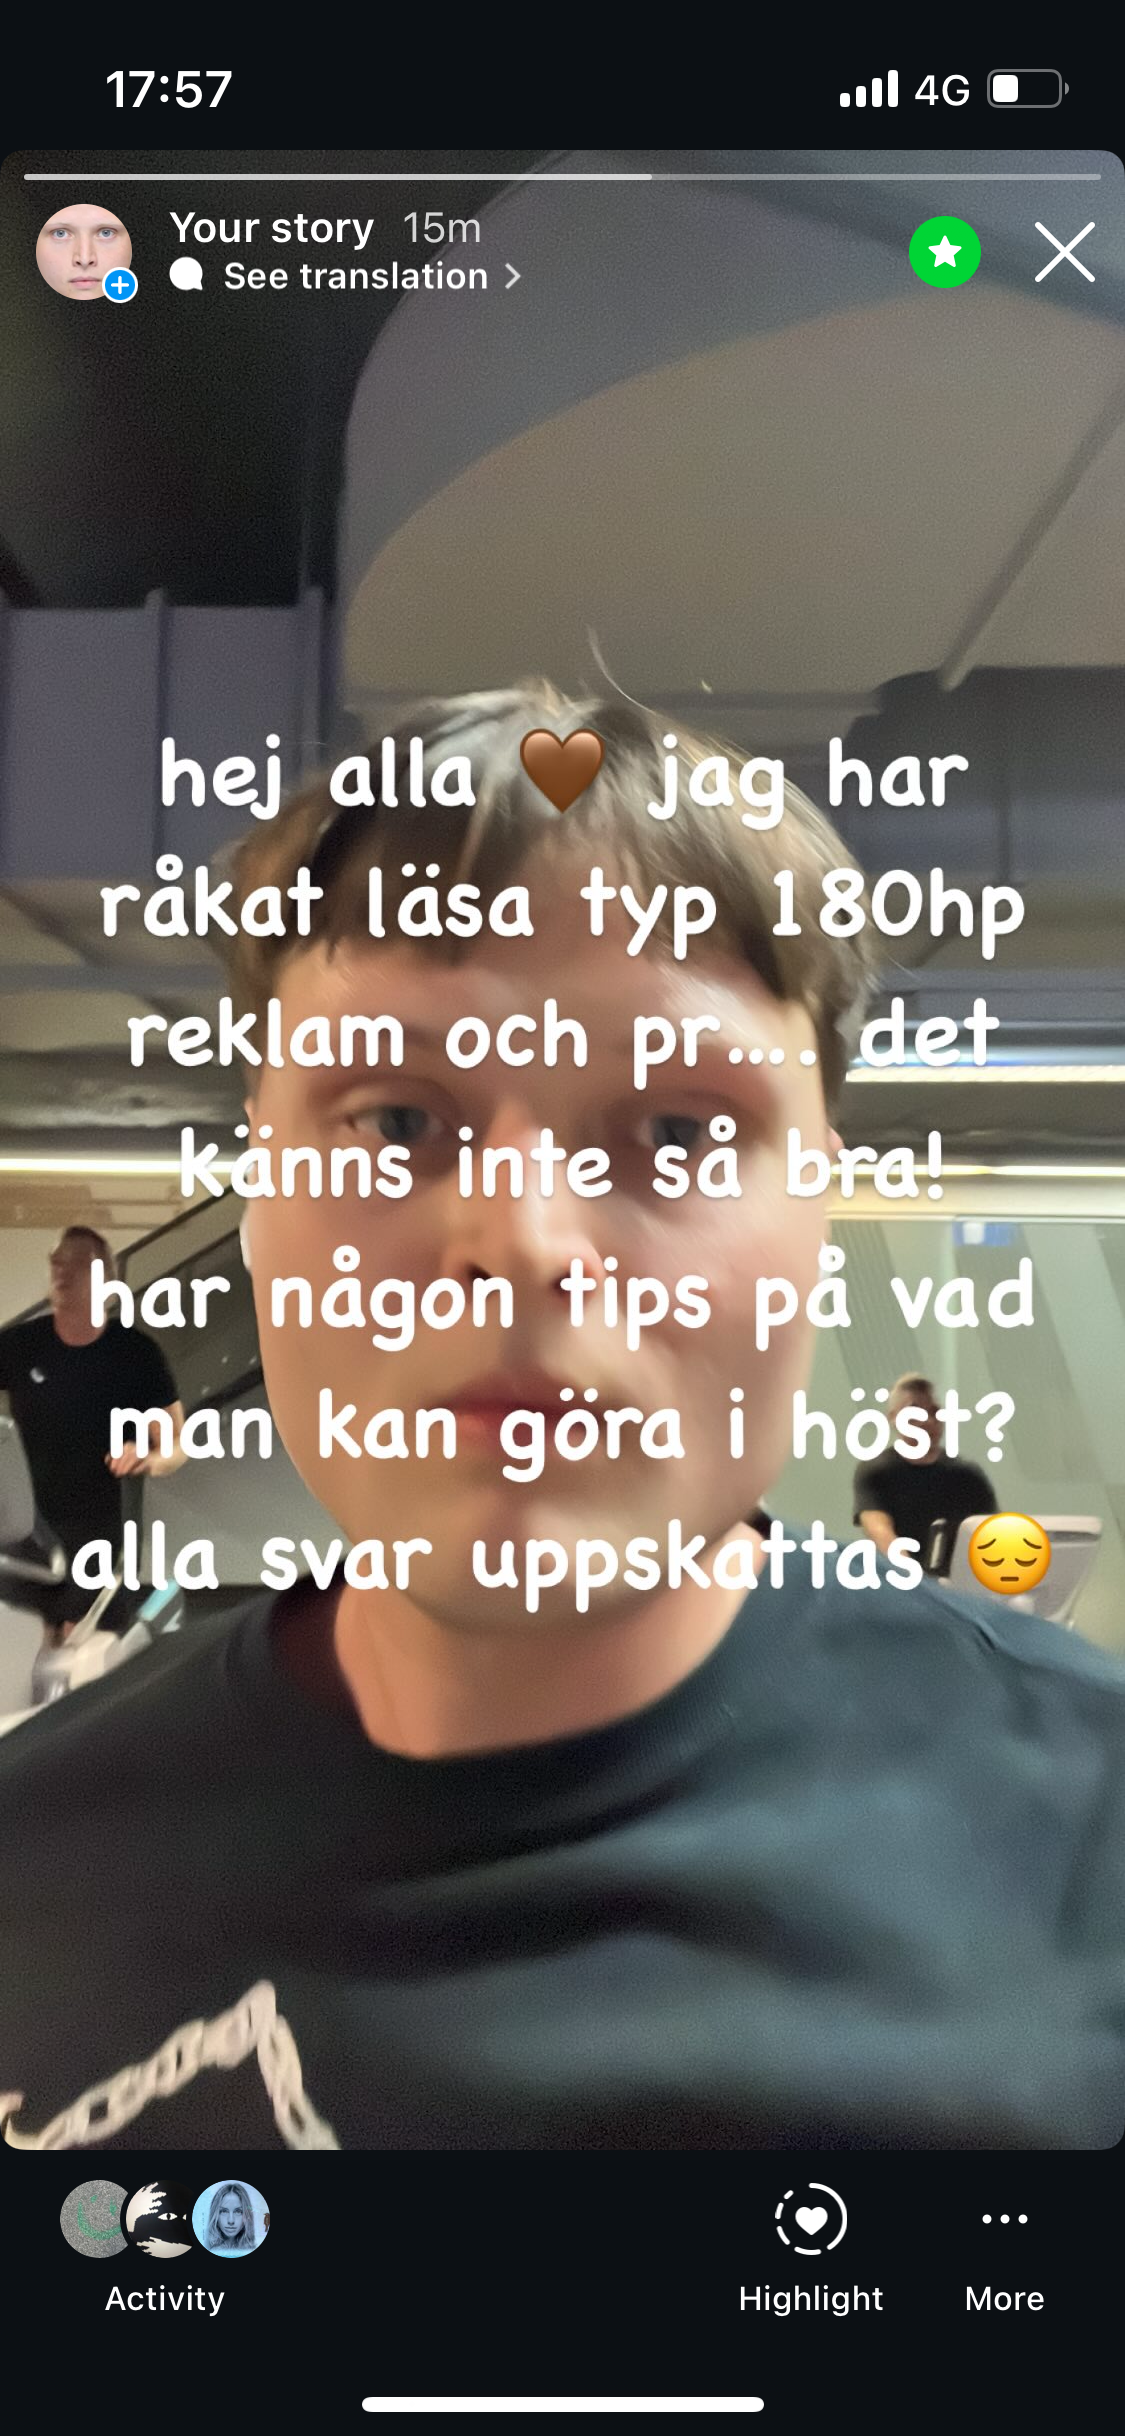 17:57
4G
Your story 15m
See translation
hej alla 🤎 jag har
råkat läsa typ 180hp
reklam och pr.... det
känns inte så bra!
har någon tips på vad
man kan göra i höst?
alla svar uppskattas 😔
Activity
Highlight
More